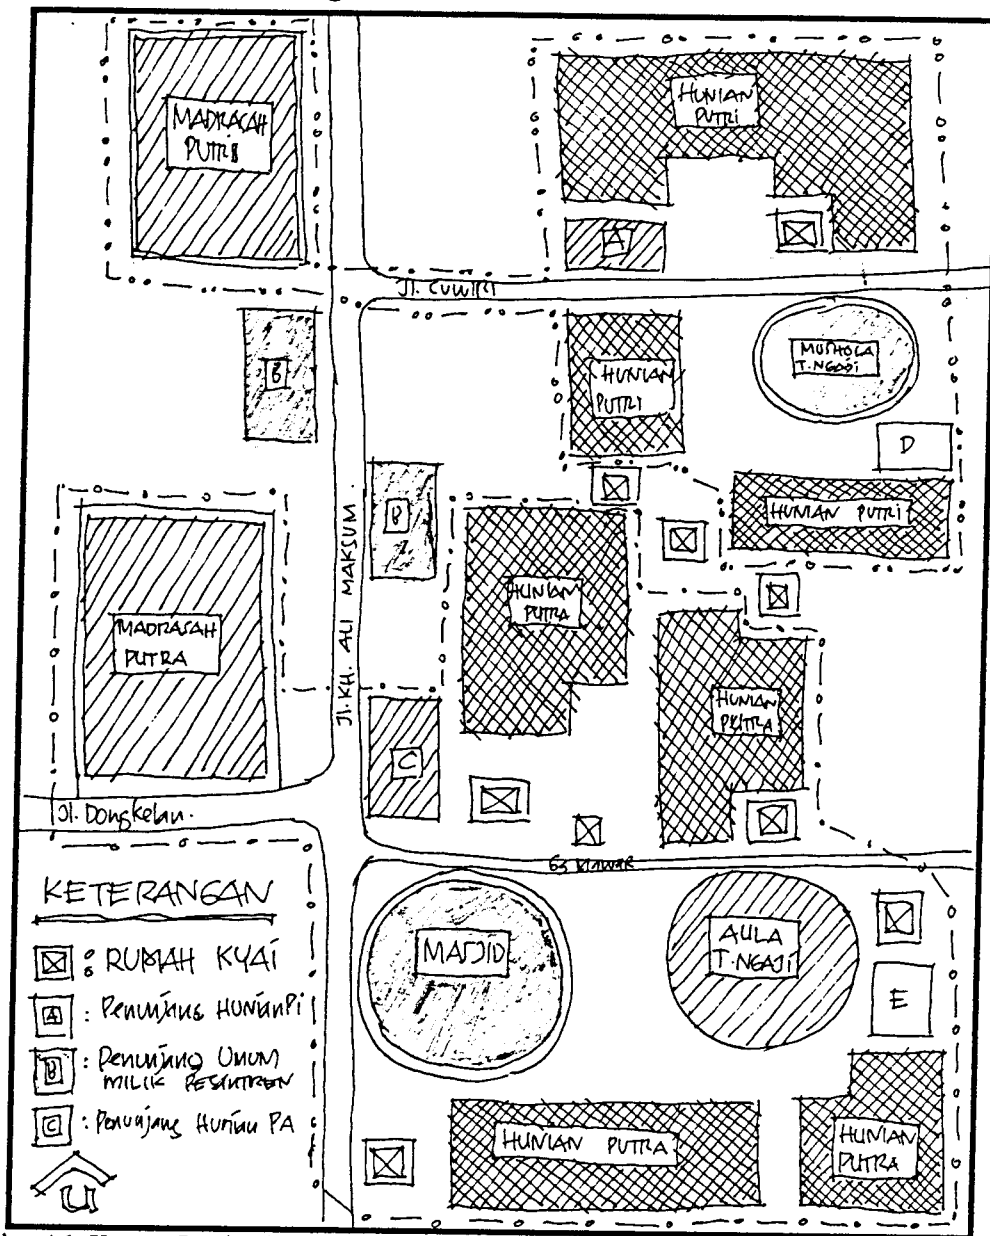 MADRASAH
PUTRI
HUNIAN
PUTRI
A
Jl. CUWIRI
B
HUNIAN
PUTRI
MUSHOLA
T. NGAJI
D
B
HUNIAN PUTRI
Jl. KH. ALI MAKSUM
HUNIAN
PUTRA
MADRASAH
PUTRA
HUNIAN
PUTRA
C
Jl. Dongkelan.
KETERANGAN
: RUMAH KYAI
A : Penunjang HUNIAN Pi
B : Penunjang UMUM
MILIK PESANTREN
C : Penunjang Hunian PA
U
MASJID
AULA
T. NGAJI
E
HUNIAN PUTRA
HUNIAN
PUTRA